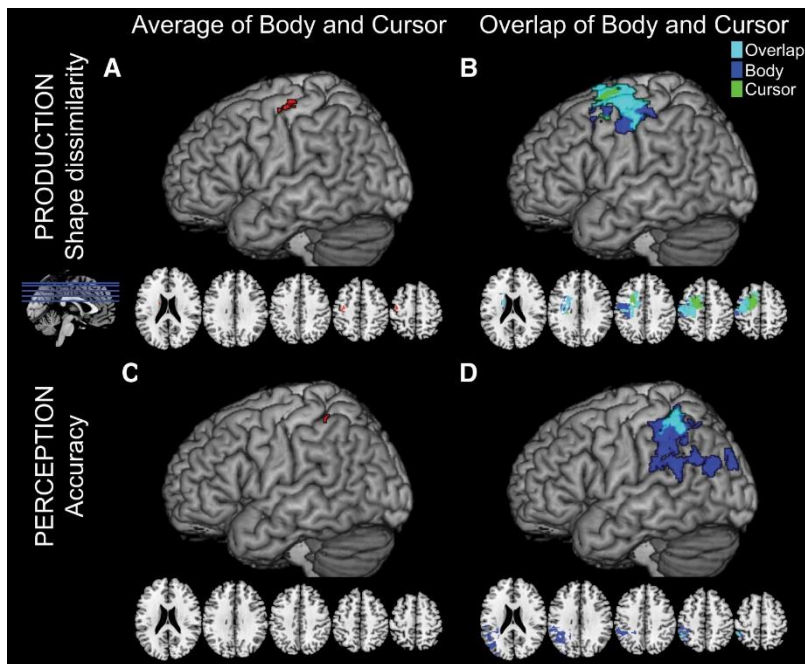 Average of Body and Cursor
Overlap of Body and Cursor
Overlap
Body
Cursor
A
B
PRODUCTION
Shape dissimilarity
C
D
PERCEPTION
Accuracy